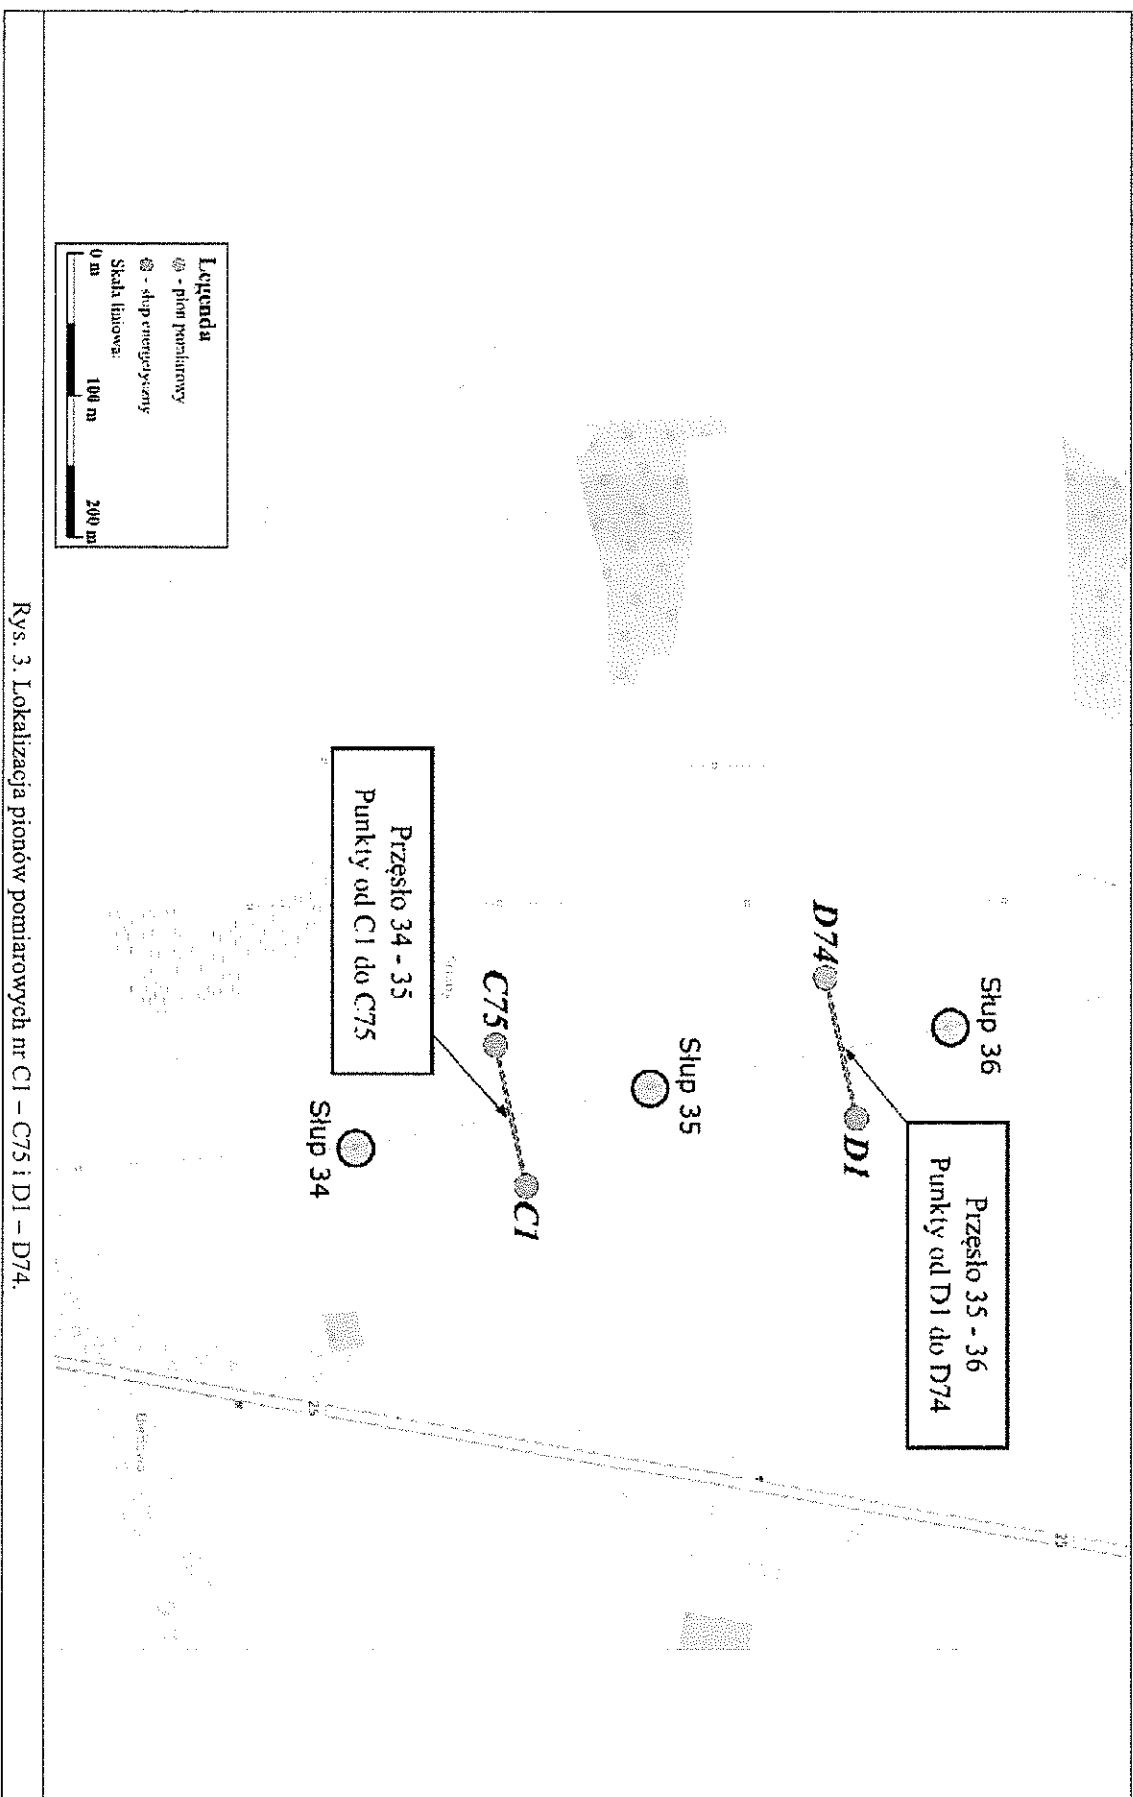 Słup 36
Przęsło 35 - 36
Punkty od D1 do D74
D74
D1
Słup 35
C75
C1
Przęsło 34 - 35
Punkty od C1 do C75
Słup 34
25
25
Legenda
- pion pomiarowy
- słup energetyczny
Skala liniowa:
0 m
100 m
200 m
Rys. 3. Lokalizacja pionów pomiarowych nr C1 – C75 i D1 – D74.